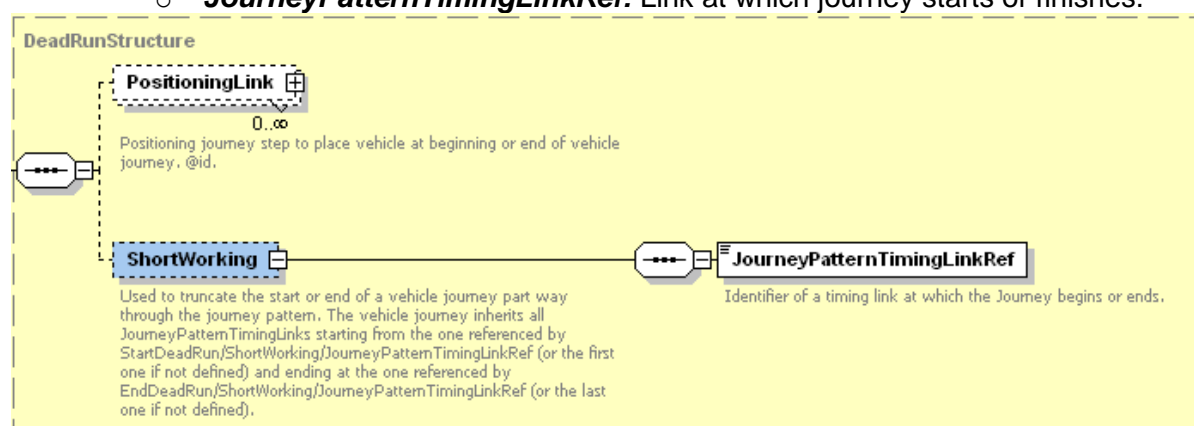 o JourneyPatternTimingLinkRef: Link at which journey starts or finishes.
DeadRunStructure
PositioningLink
0..∞
Positioning journey step to place vehicle at beginning or end of vehicle
journey. @id.
ShortWorking
JourneyPatternTimingLinkRef
Used to truncate the start or end of a vehicle journey part way
through the journey pattern. The vehicle journey inherits all
JourneyPatternTimingLinks starting from the one referenced by
StartDeadRun/ShortWorking/JourneyPatternTimingLinkRef (or the first
one if not defined) and ending at the one referenced by
EndDeadRun/ShortWorking/JourneyPatternTimingLinkRef (or the last
one if not defined).
Identifier of a timing link at which the Journey begins or ends.